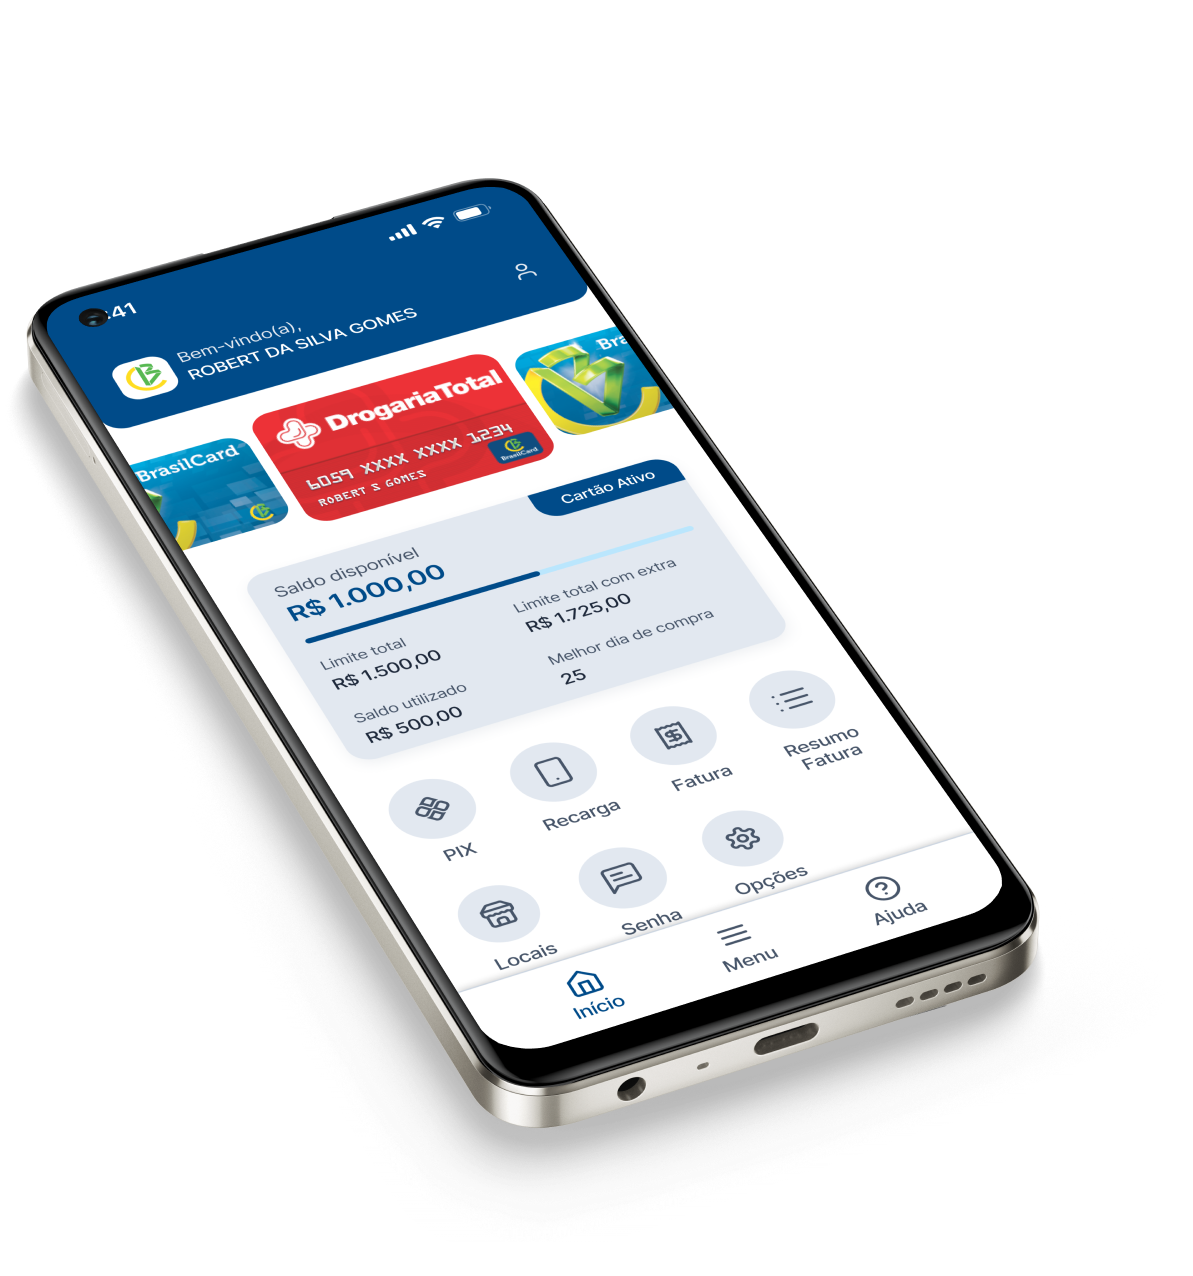 :41
Bem-vindo(a),
ROBERT DA SILVA GOMES
BrasilCard
DrogariaTotal
6059 XXXX XXXX 1234
ROBERT S GOMES
BrasilCard
Bra
Cartão Ativo
Saldo disponível
R$ 1.000,00
Limite total
R$ 1.500,00
Limite total com extra
R$ 1.725,00
Saldo utilizado
R$ 500,00
Melhor dia de compra
25
PIX
Recarga
Fatura
Resumo
Fatura
Locais
Senha
Opções
Início
Menu
Ajuda